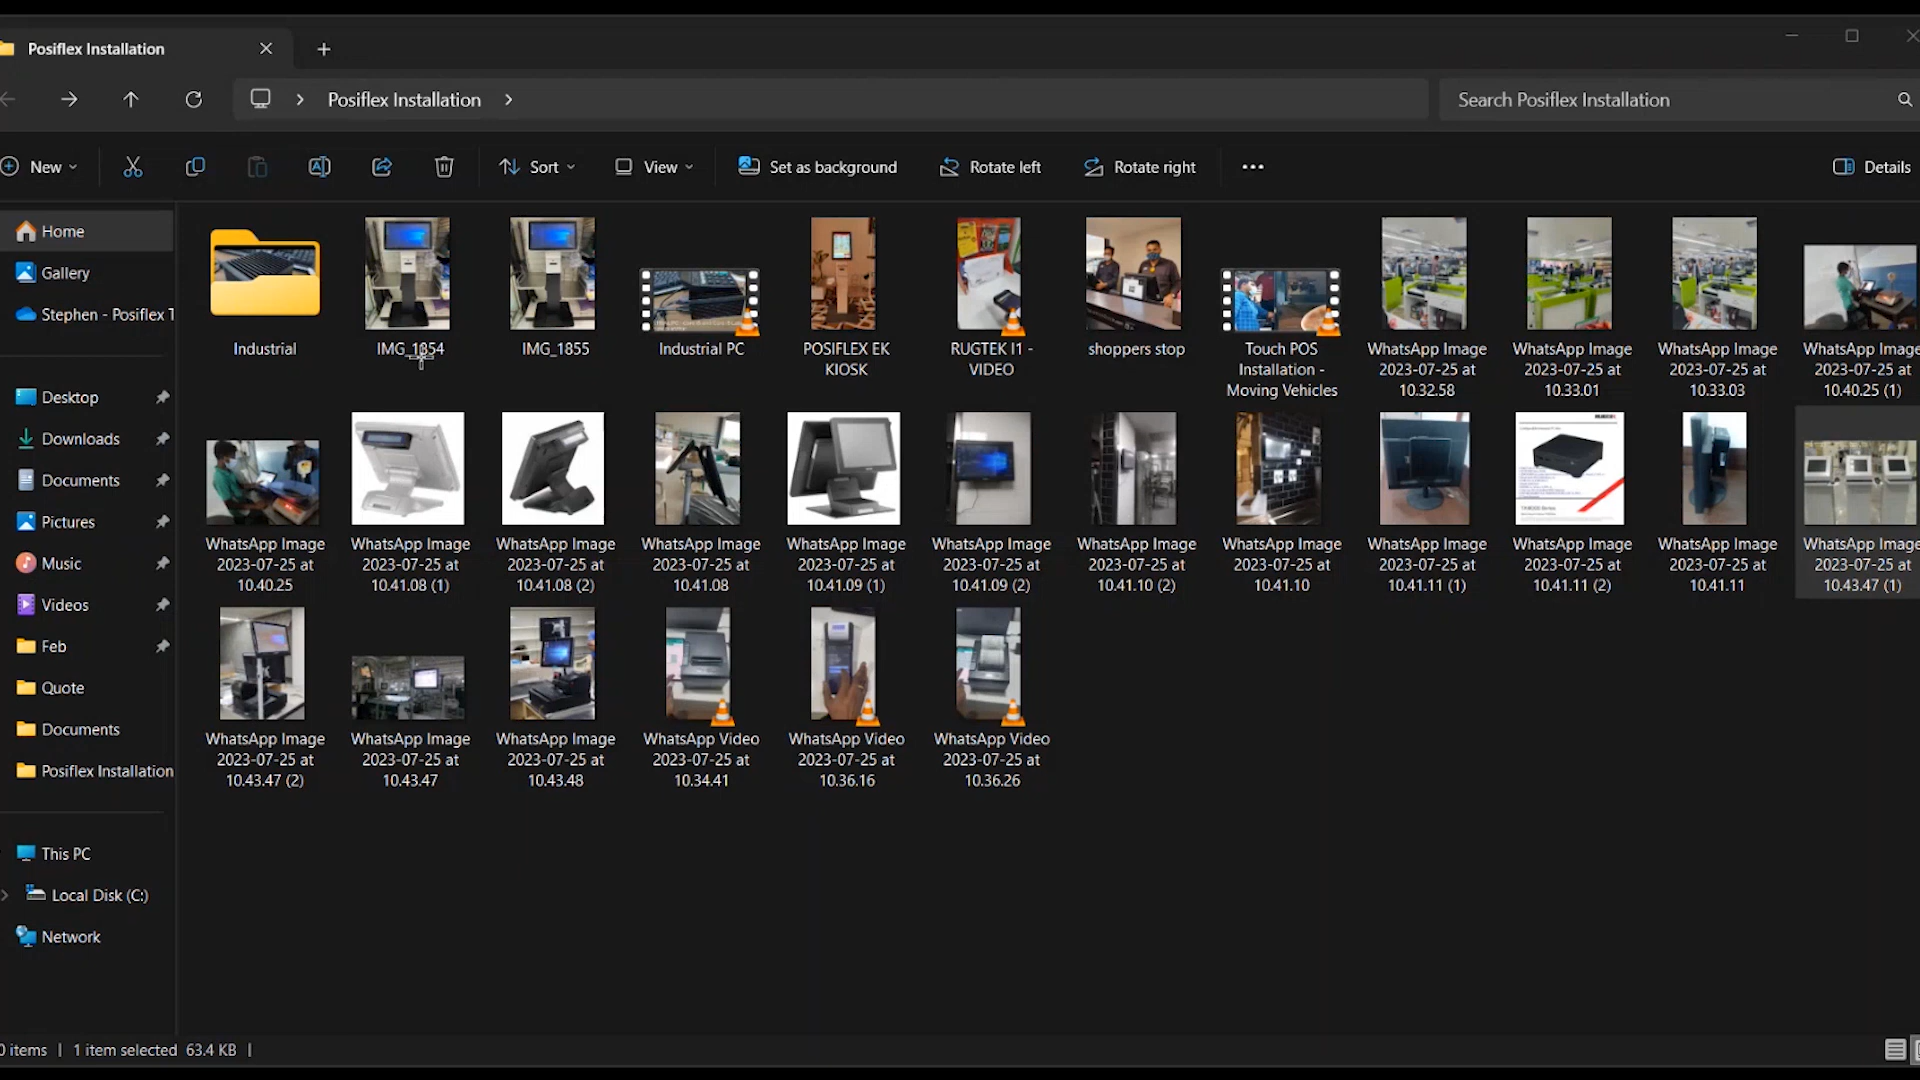 Posiflex Installation
Posiflex Installation
Search Posiflex Installation
New
Sort
View
Set as background
Rotate left
Rotate right
Details
Home
Gallery
Stephen - Posiflex T
Desktop
Downloads
Documents
Pictures
Music
Videos
Feb
Quote
Documents
Posiflex Installation
This PC
Local Disk (C:)
Network
Industrial
IMG_1854
IMG_1855
Industrial PC
POSIFLEX EK
KIOSK
RUGTEK I1 -
VIDEO
shoppers stop
Touch POS
Installation -
Moving Vehicles
WhatsApp Image
2023-07-25 at
10.32.58
WhatsApp Image
2023-07-25 at
10.33.01
WhatsApp Image
2023-07-25 at
10.33.03
WhatsApp Image
2023-07-25 at
10.40.25 (1)
WhatsApp Image
2023-07-25 at
10.40.25
WhatsApp Image
2023-07-25 at
10.41.08 (1)
WhatsApp Image
2023-07-25 at
10.41.08 (2)
WhatsApp Image
2023-07-25 at
10.41.08
WhatsApp Image
2023-07-25 at
10.41.09 (1)
WhatsApp Image
2023-07-25 at
10.41.09 (2)
WhatsApp Image
2023-07-25 at
10.41.10 (2)
WhatsApp Image
2023-07-25 at
10.41.10
WhatsApp Image
2023-07-25 at
10.41.11 (1)
WhatsApp Image
2023-07-25 at
10.41.11 (2)
WhatsApp Image
2023-07-25 at
10.41.11
WhatsApp Image
2023-07-25 at
10.43.47 (1)
WhatsApp Image
2023-07-25 at
10.43.47 (2)
WhatsApp Image
2023-07-25 at
10.43.47
WhatsApp Image
2023-07-25 at
10.43.48
WhatsApp Video
2023-07-25 at
10.34.41
WhatsApp Video
2023-07-25 at
10.36.16
WhatsApp Video
2023-07-25 at
10.36.26
0 items | 1 item selected 63.4 KB |